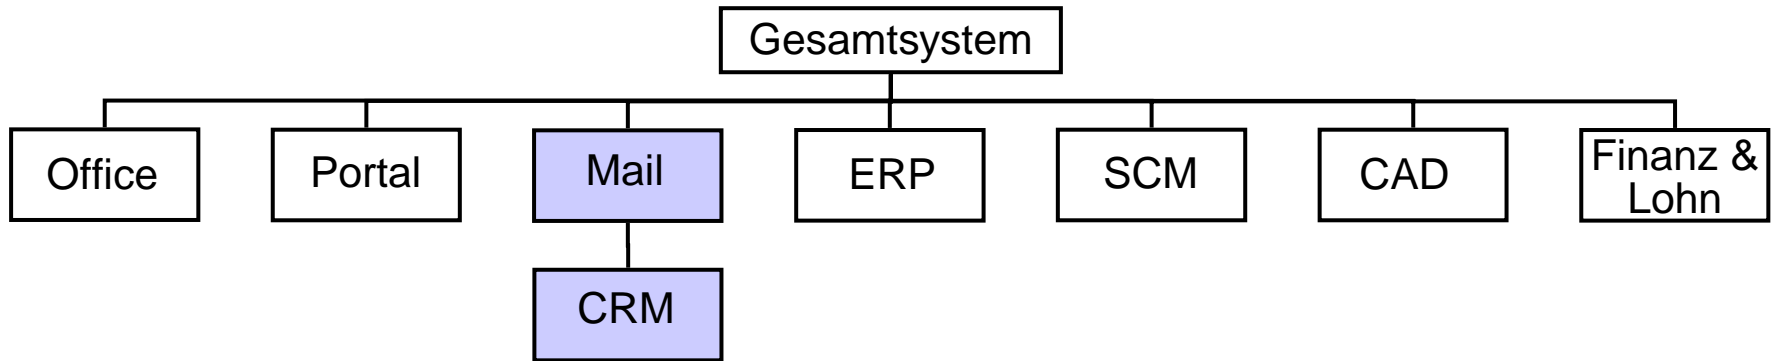 Gesamtsystem
Office
Portal
Mail
ERP
SCM
CAD
Finanz &
Lohn
CRM